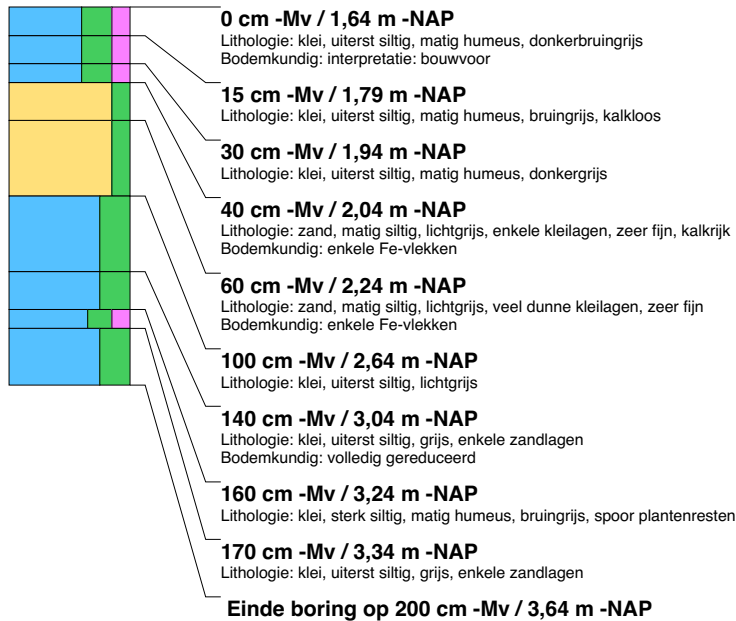 0 cm -Mv / 1,64 m -NAP
Lithologie: klei, uiterst siltig, matig humeus, donkerbruingrijs
Bodemkundig: interpretatie: bouwvoor
15 cm -Mv / 1,79 m -NAP
Lithologie: klei, uiterst siltig, matig humeus, bruingrijs, kalkloos
30 cm -Mv / 1,94 m -NAP
Lithologie: klei, uiterst siltig, matig humeus, donkergrijs
40 cm -Mv / 2,04 m -NAP
Lithologie: zand, matig siltig, lichtgrijs, enkele kleilagen, zeer fijn, kalkrijk
Bodemkundig: enkele Fe-vlekken
60 cm -Mv / 2,24 m -NAP
Lithologie: zand, matig siltig, lichtgrijs, veel dunne kleilagen, zeer fijn
Bodemkundig: enkele Fe-vlekken
100 cm -Mv / 2,64 m -NAP
Lithologie: klei, uiterst siltig, lichtgrijs
140 cm -Mv / 3,04 m -NAP
Lithologie: klei, uiterst siltig, grijs, enkele zandlagen
Bodemkundig: volledig gereduceerd
160 cm -Mv / 3,24 m -NAP
Lithologie: klei, sterk siltig, matig humeus, bruingrijs, spoor plantenresten
170 cm -Mv / 3,34 m -NAP
Lithologie: klei, uiterst siltig, grijs, enkele zandlagen
Einde boring op 200 cm -Mv / 3,64 m -NAP